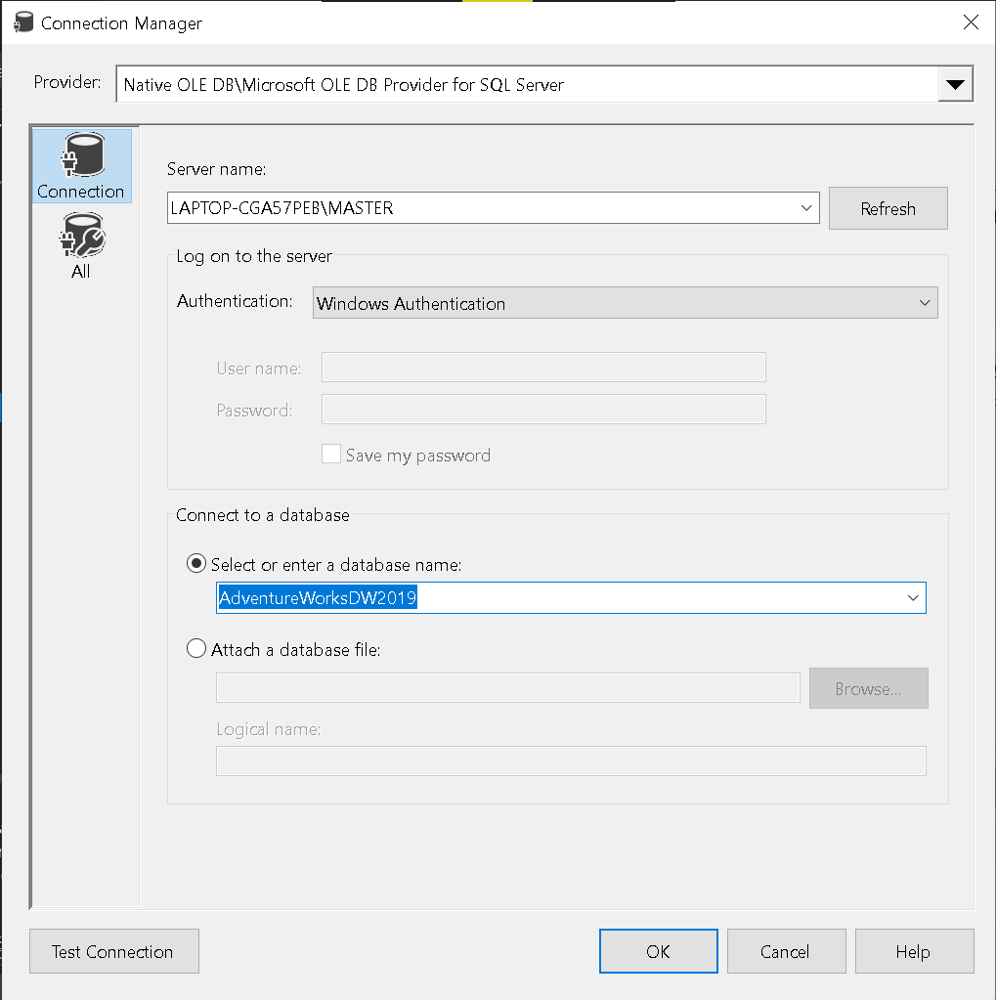 Connection Manager
Provider: Native OLE DB\Microsoft OLE DB Provider for SQL Server
Connection
All
Server name:
LAPTOP-CGA57PEB\MASTER Refresh
Log on to the server
Authentication: Windows Authentication
User name:
Password:
Save my password
Connect to a database
Select or enter a database name:
AdventureWorksDW2019
Attach a database file:
Browse...
Logical name:
Test Connection OK Cancel Help